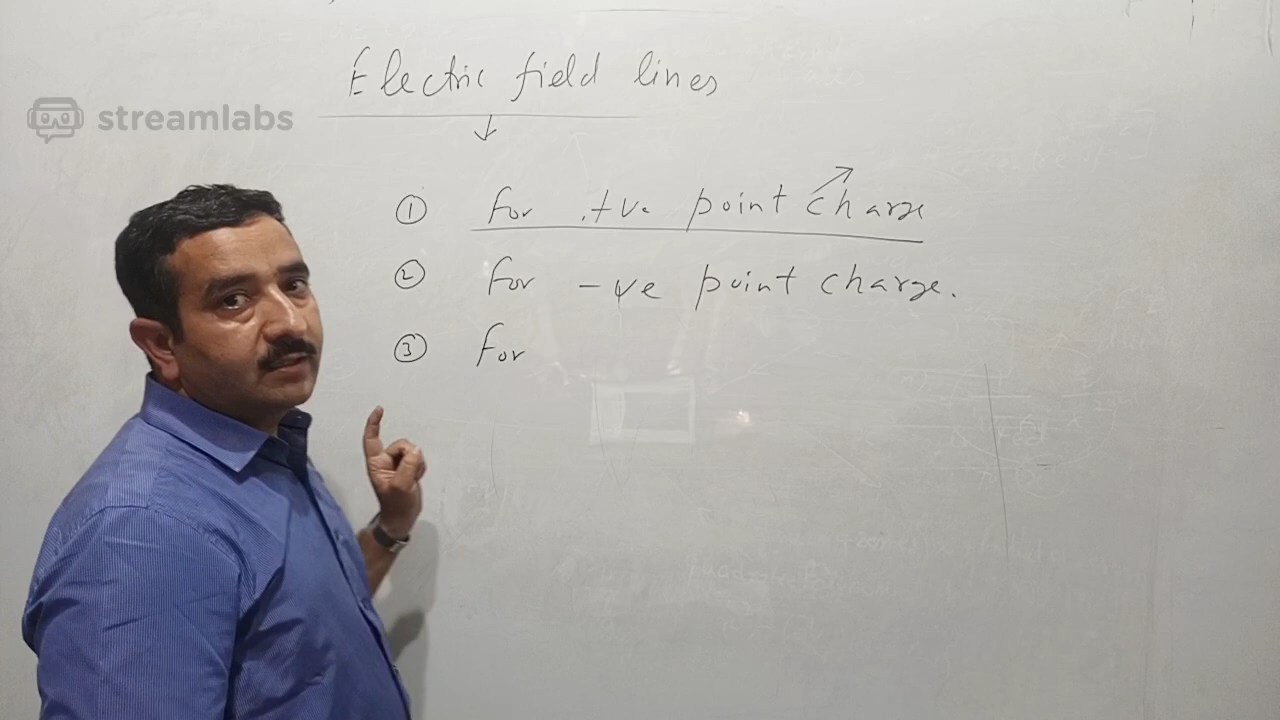 streamlabs
Electric field lines
① for +ve point charge
② for -ve point charge.
③ for